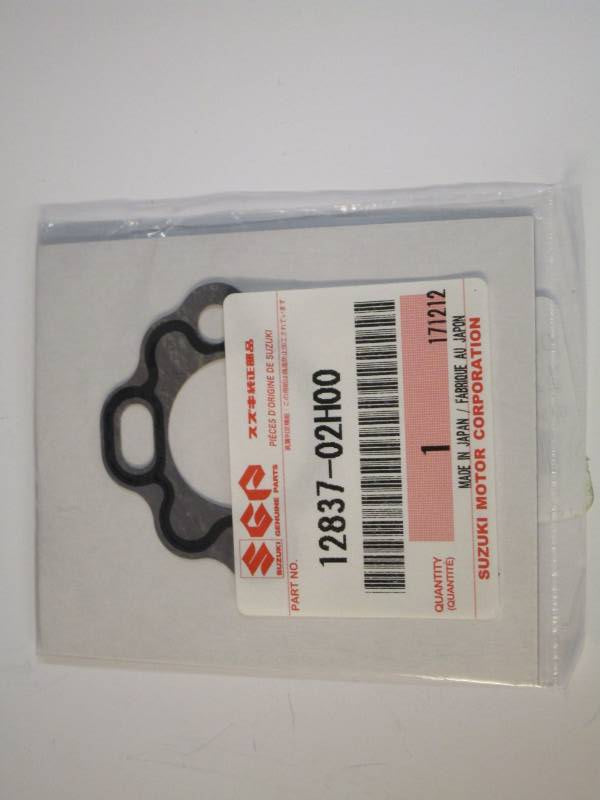 SGP
SUZUKI GENUINE PARTS
スズキ純正部品
PIÈCES D'ORIGINE DE SUZUKI
PART NO.
12837-02H00
QUANTITY
(QUANTITÉ)
1
171212
MADE IN JAPAN / FABRIQUE AU JAPON
SUZUKI MOTOR CORPORATION